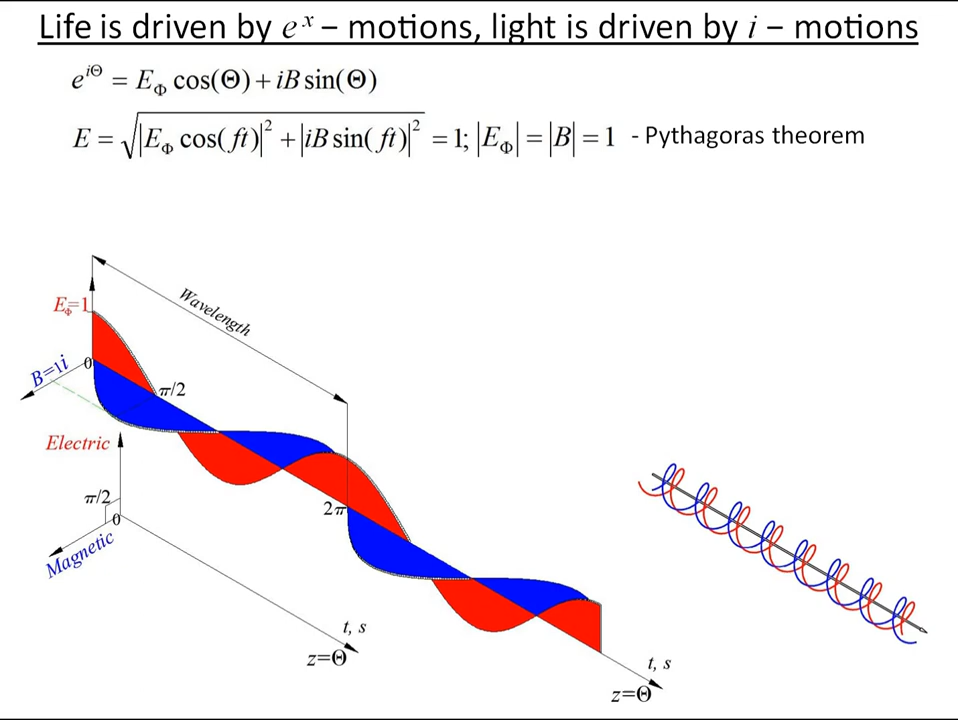 Life is driven by e^x – motions, light is driven by i – motions
e^{iΘ} = E_Φ cos(Θ) + iB sin(Θ)
E = √(|E_Φ cos(ft)|² + |iB sin(ft)|²) = 1; |E_Φ| = |B| = 1 - Pythagoras theorem
Wavelength
E_Φ=1
0
B=1i
π/2
Electric
π/2
0
2π
Magnetic
t, s
z=Θ
t, s
z=Θ